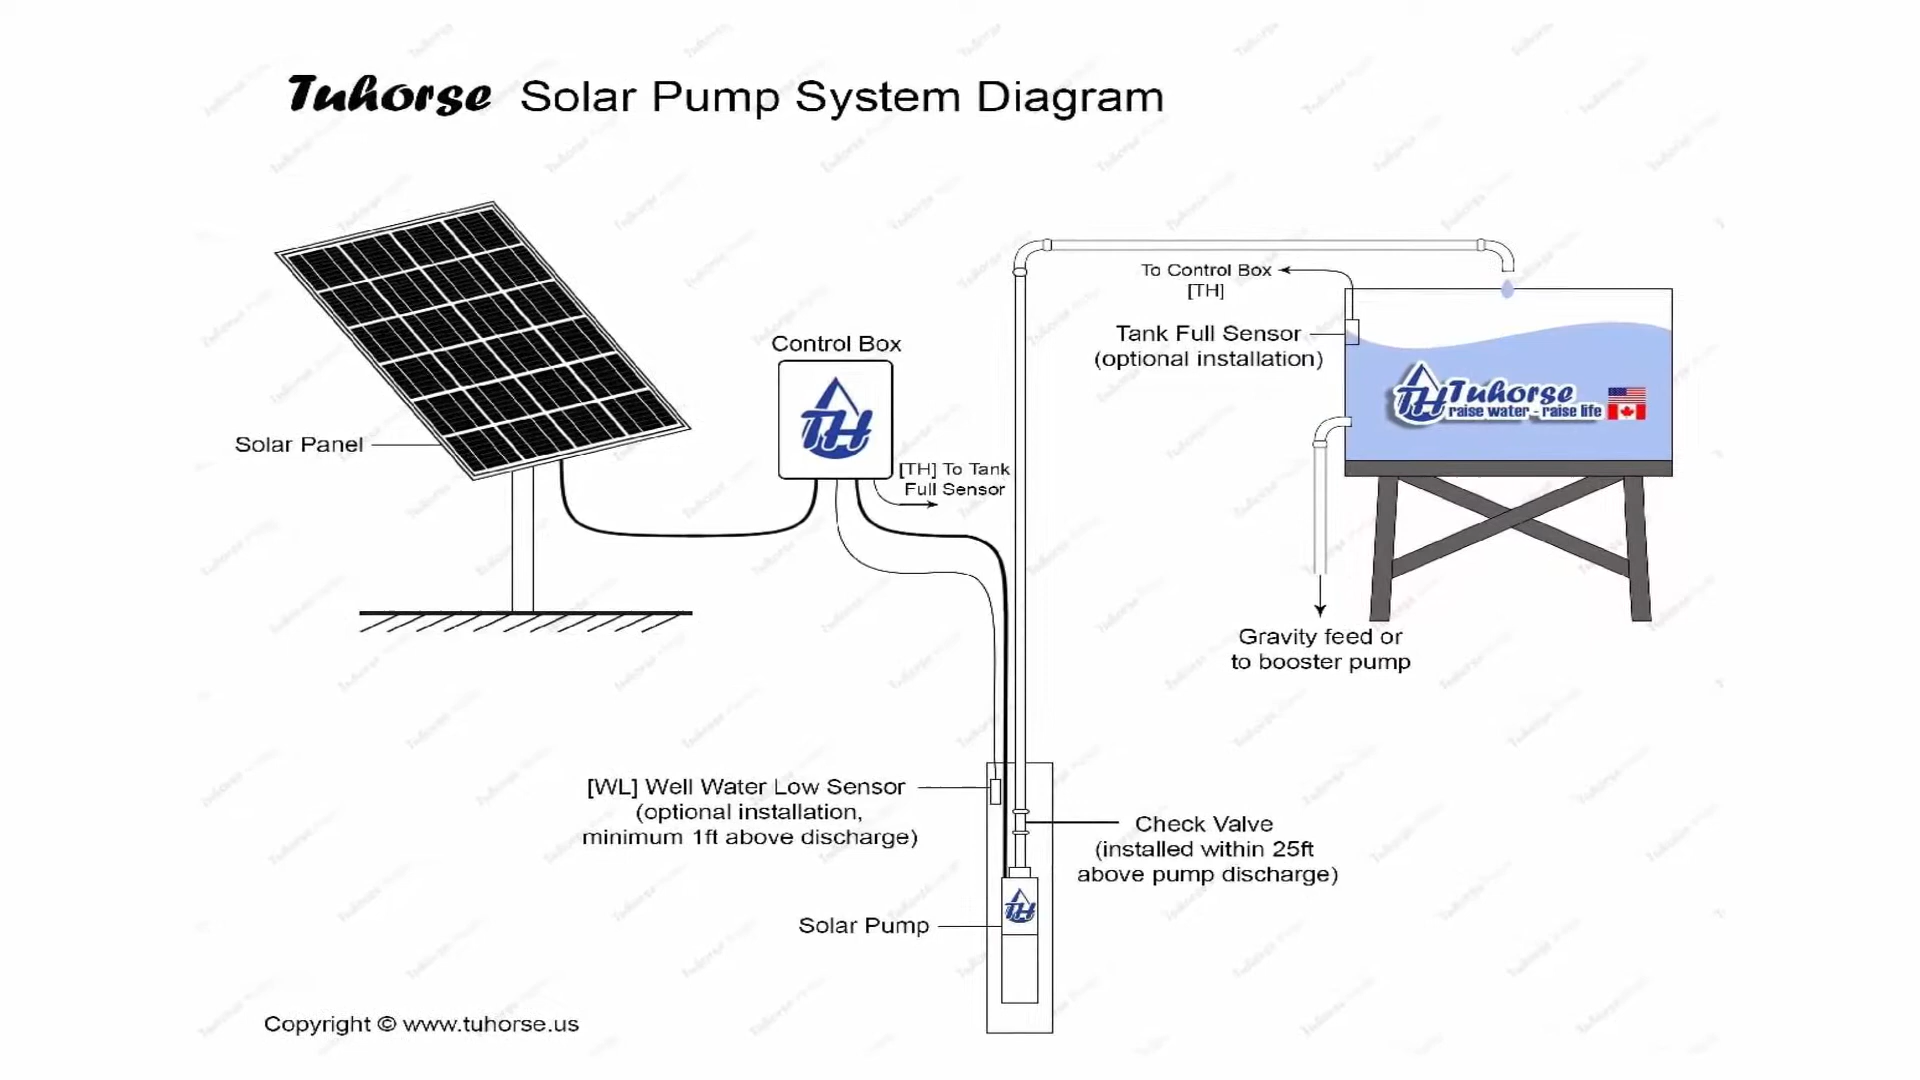 Tuhorse Solar Pump System Diagram
To Control Box
[TH]
Tank Full Sensor
(optional installation)
Control Box
TH
TH Tuhorse
raise water - raise life
Solar Panel
[TH] To Tank
Full Sensor
Gravity feed or
to booster pump
[WL] Well Water Low Sensor
(optional installation,
minimum 1ft above discharge)
Check Valve
(installed within 25ft
above pump discharge)
TH
Solar Pump
Copyright © www.tuhorse.us